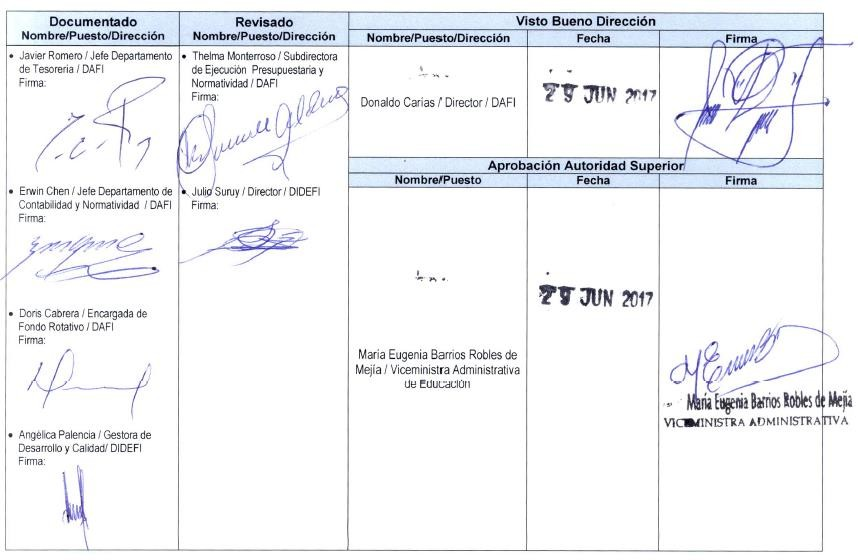 Documentado
Nombre/Puesto/Dirección
• Javier Romero / Jefe Departamento
de Tesorería / DAFI
Firma:
• Erwin Chen / Jefe Departamento de
Contabilidad y Normatividad / DAFI
Firma:
• Doris Cabrera / Encargada de
Fondo Rotativo / DAFI
Firma:
• Angélica Palencia / Gestora de
Desarrollo y Calidad/ DIDEFI
Firma:
Revisado
Nombre/Puesto/Dirección
• Thelma Monterroso / Subdirectora
de Ejecución Presupuestaria y
Normatividad / DAFI
Firma:
• Julio Suruy / Director / DIDEFI
Firma:
Visto Bueno Dirección
Nombre/Puesto/Dirección
Fecha
Firma
Donaldo Carias / Director / DAFI
29 JUN 2017
Aprobación Autoridad Superior
Nombre/Puesto
Fecha
Firma
María Eugenia Barrios Robles de
Mejía / Viceministra Administrativa
de Educación
29 JUN 2017
María Eugenia Barrios Robles de Mejía
VICEMINISTRA ADMINISTRATIVA